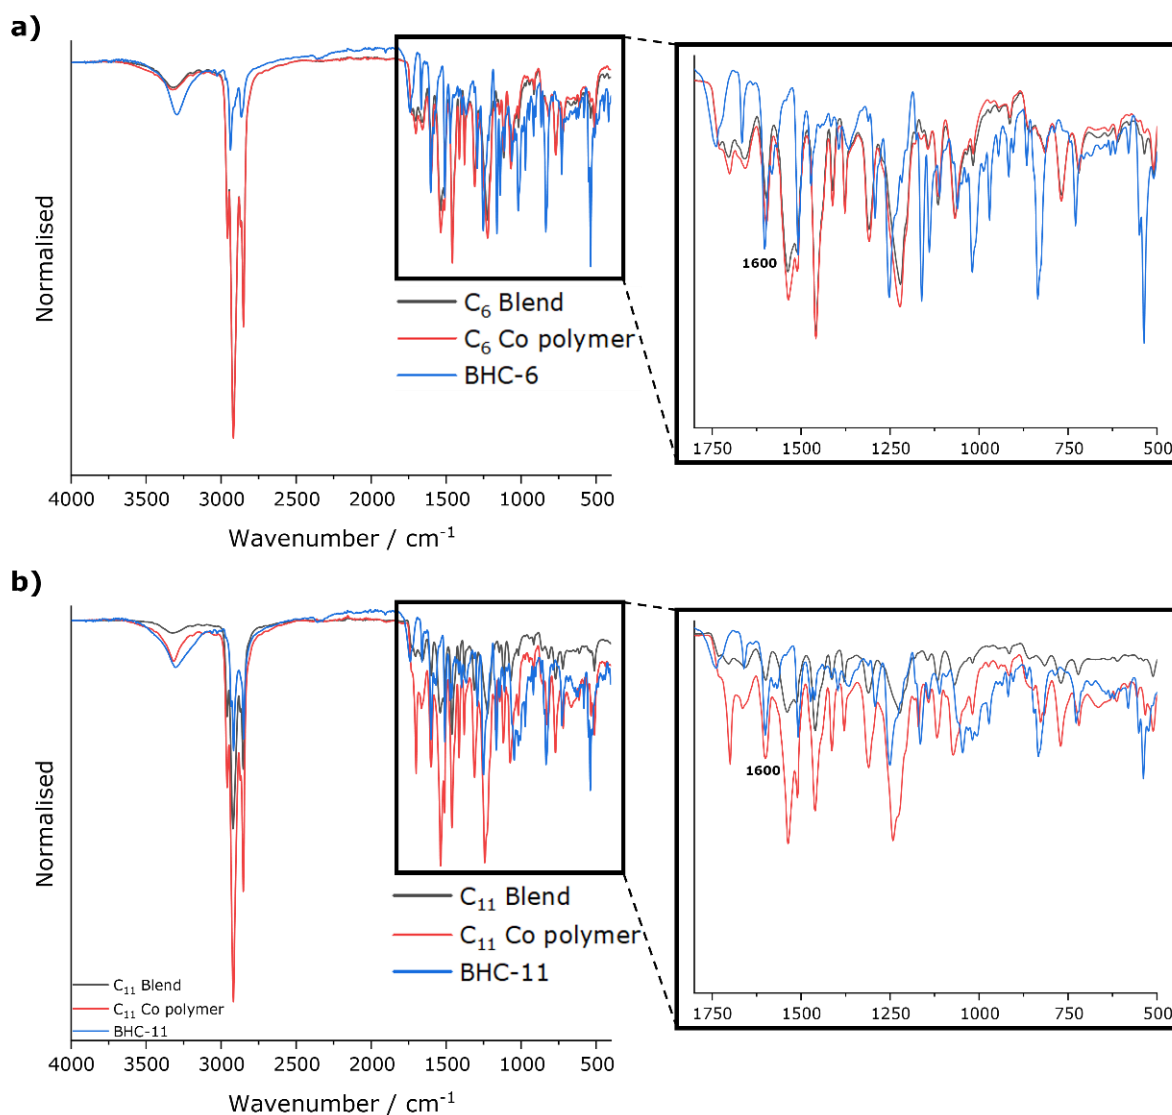 a)
Normalised
C₆ Blend
C₆ Co polymer
BHC-6
4000 3500 3000 2500 2000 1500 1000 500
Wavenumber / cm⁻¹
1600
1750 1500 1250 1000 750 500
b)
Normalised
C₁₁ Blend
C₁₁ Co polymer
BHC-11
C₁₁ Blend
C₁₁ Co polymer
BHC-11
4000 3500 3000 2500 2000 1500 1000 500
Wavenumber / cm⁻¹
1600
1750 1500 1250 1000 750 500